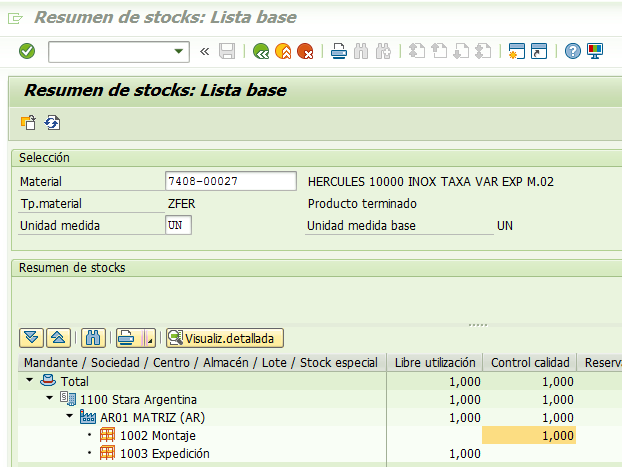 Resumen de stocks: Lista base
Resumen de stocks: Lista base
Selección
Material 7408-00027 HERCULES 10000 INOX TAXA VAR EXP M.02
Tp.material ZFER Producto terminado
Unidad medida UN Unidad medida base UN
Resumen de stocks
Visualiz.detallada
Mandante / Sociedad / Centro / Almacén / Lote / Stock especial Libre utilización Control calidad Reserva
Total 1,000 1,000
1100 Stara Argentina 1,000 1,000
AR01 MATRIZ (AR) 1,000 1,000
1002 Montaje 1,000
1003 Expedición 1,000